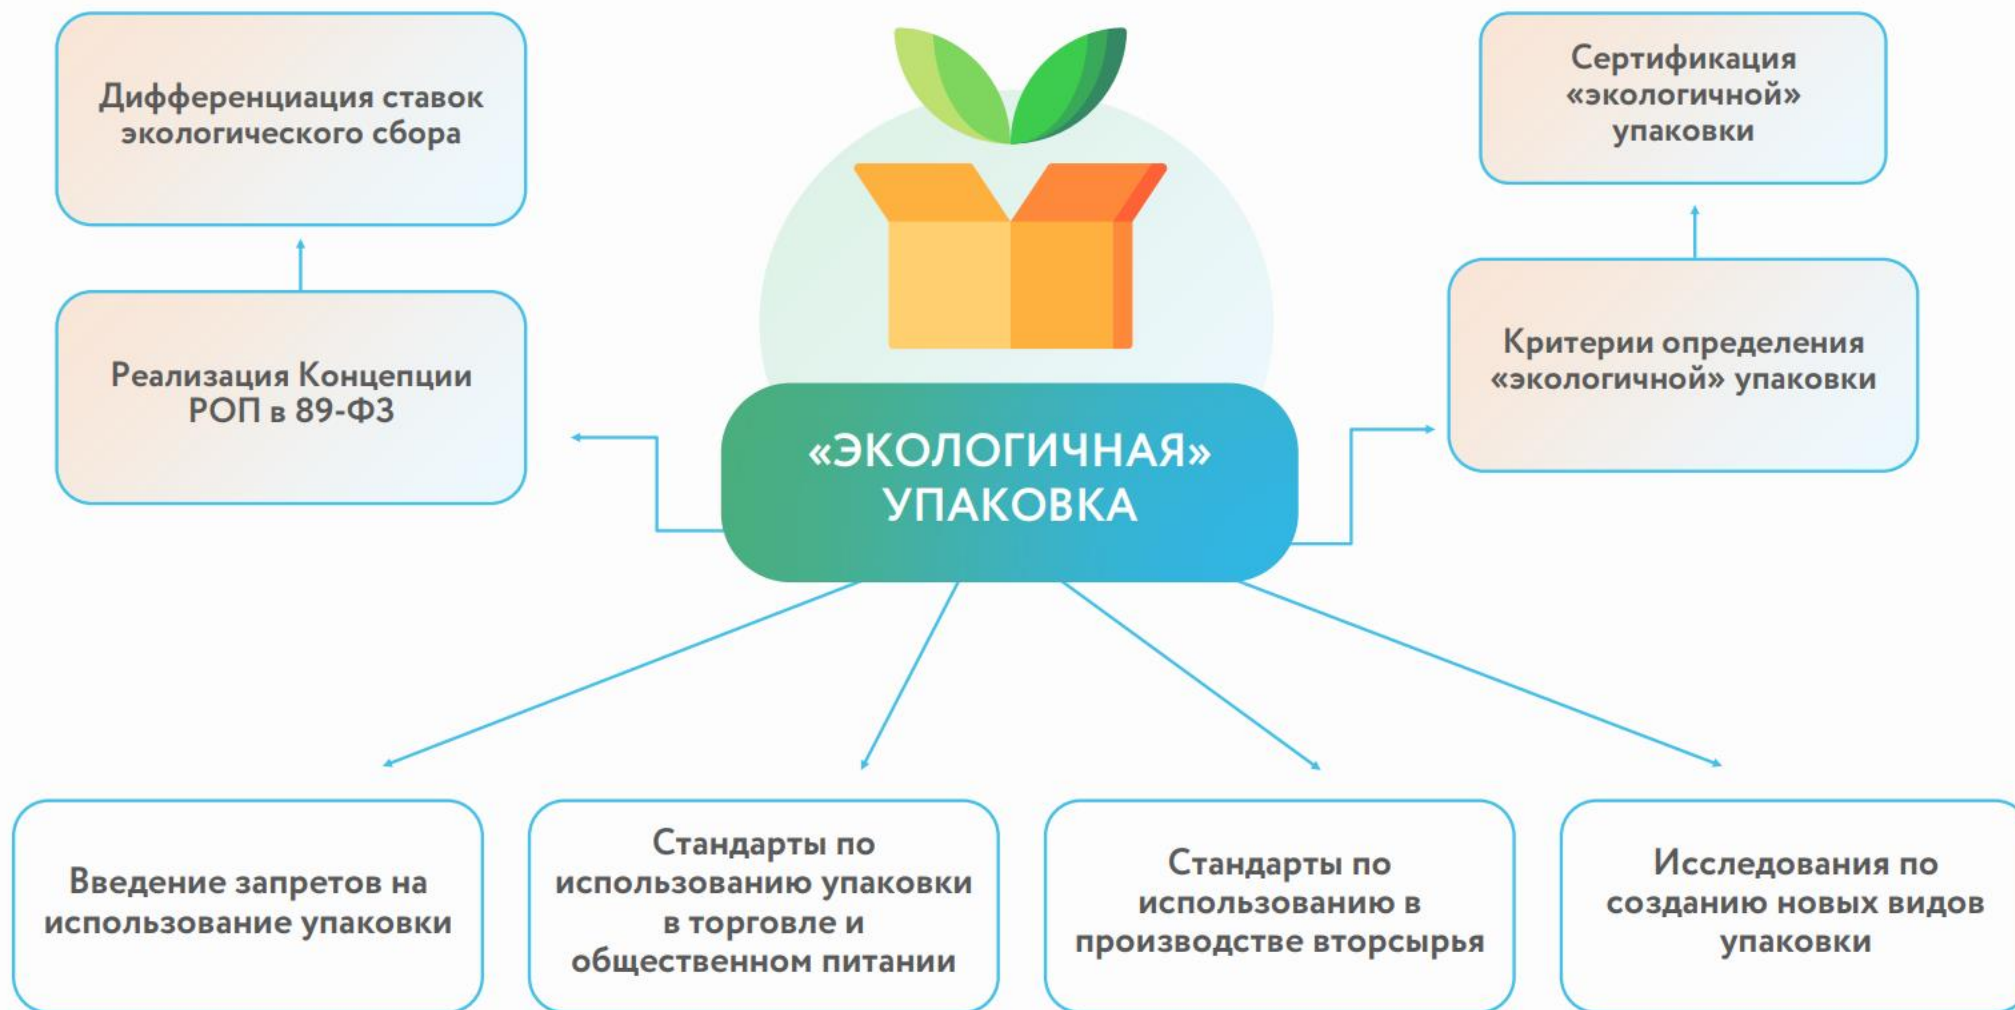 Дифференциация ставок
экологического сбора
Сертификация
«экологичной»
упаковки
Реализация Концепции
РОП в 89-ФЗ
Критерии определения
«экологичной» упаковки
«ЭКОЛОГИЧНАЯ»
УПАКОВКА
Введение запретов на
использование упаковки
Стандарты по
использованию упаковки
в торговле и
общественном питании
Стандарты по
использованию в
производстве вторсырья
Исследования по
созданию новых видов
упаковки